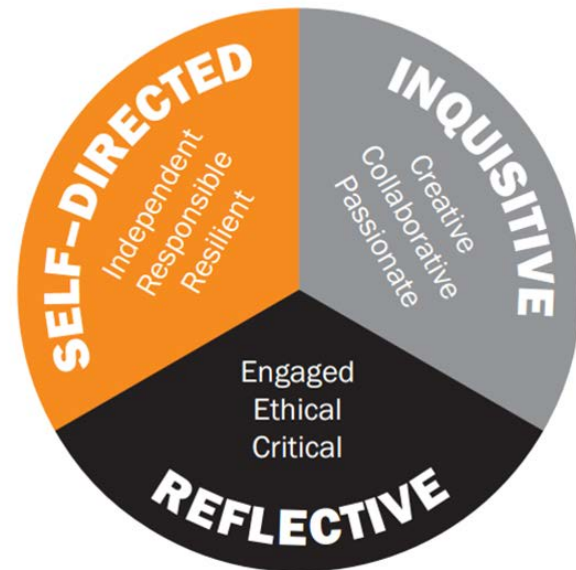 SELF–DIRECTED
Independent
Responsible
Resilient
INQUISITIVE
Creative
Collaborative
Passionate
Engaged
Ethical
Critical
REFLECTIVE